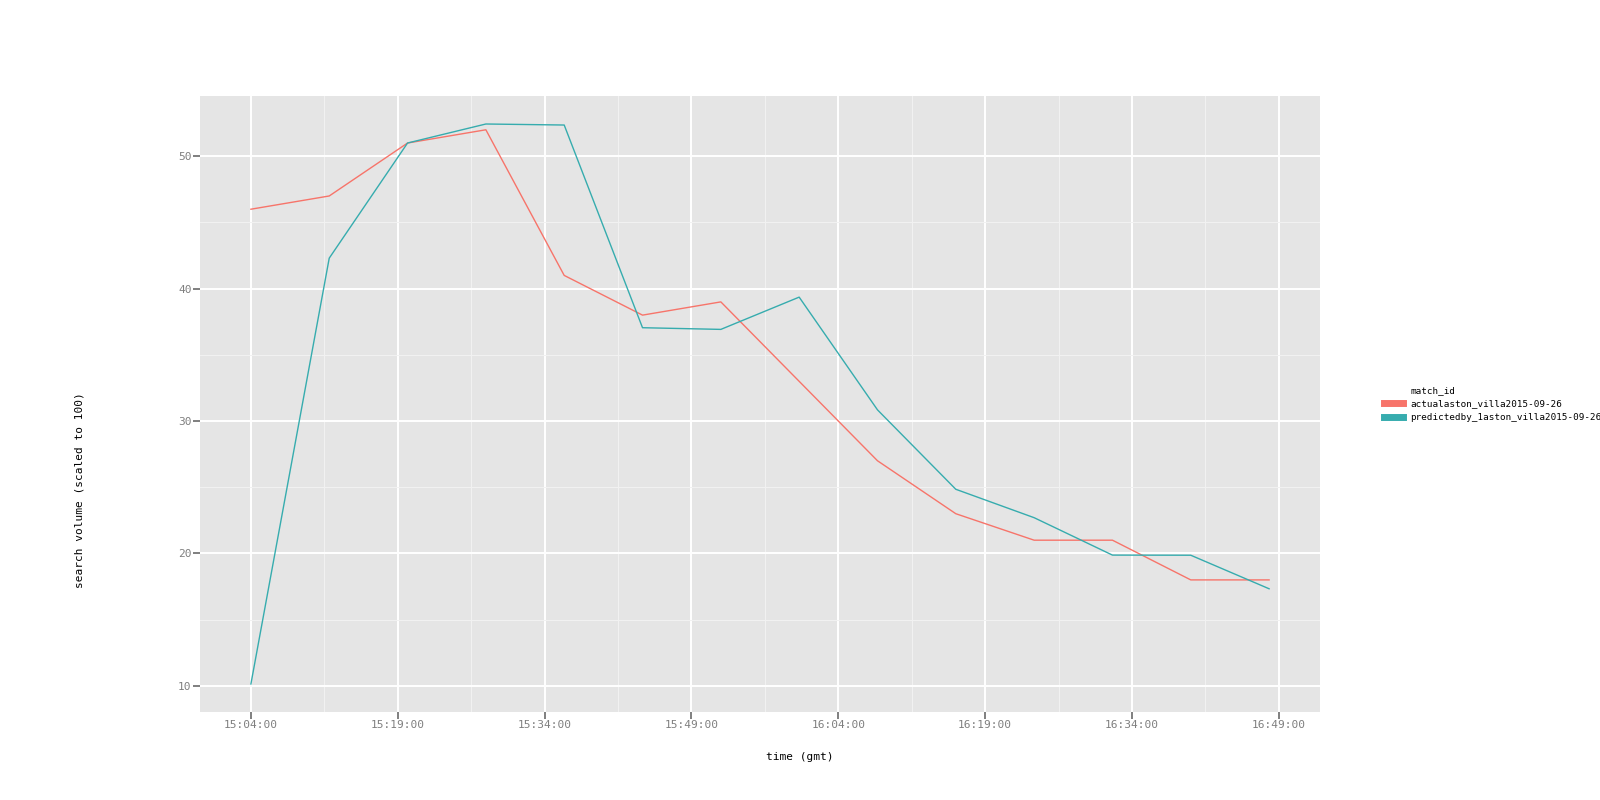 50
40
30
20
10
search volume (scaled to 100)
15:04:00 15:19:00 15:34:00 15:49:00 16:04:00 16:19:00 16:34:00 16:49:00
time (gmt)
match_id
actualaston_villa2015-09-26
predictedby_1aston_villa2015-09-26